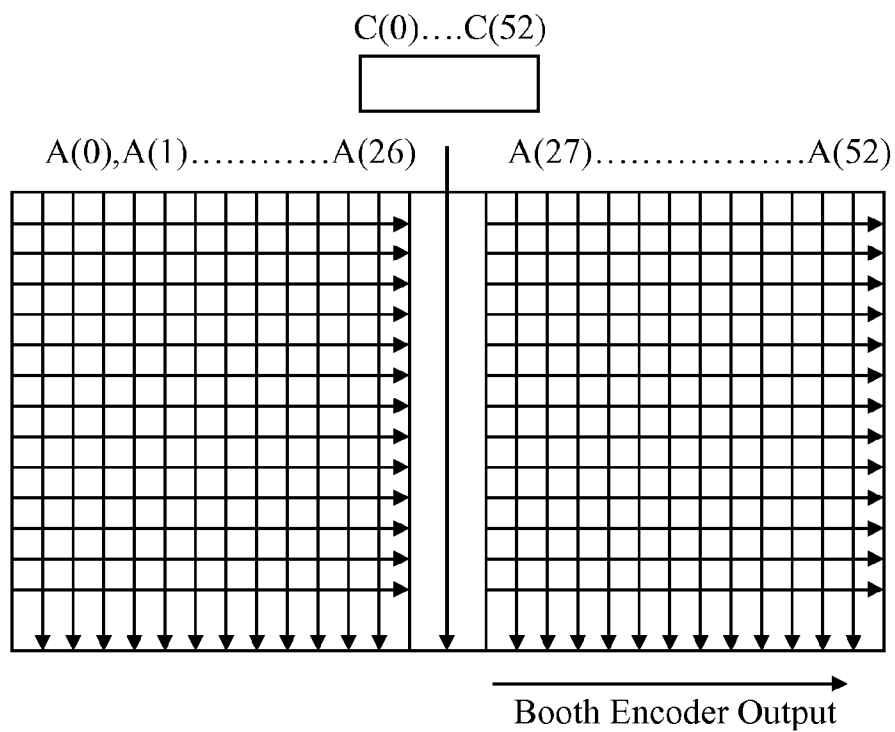 C(0)....C(52)
A(0),A(1)............A(26) A(27)..................A(52)
Booth Encoder Output